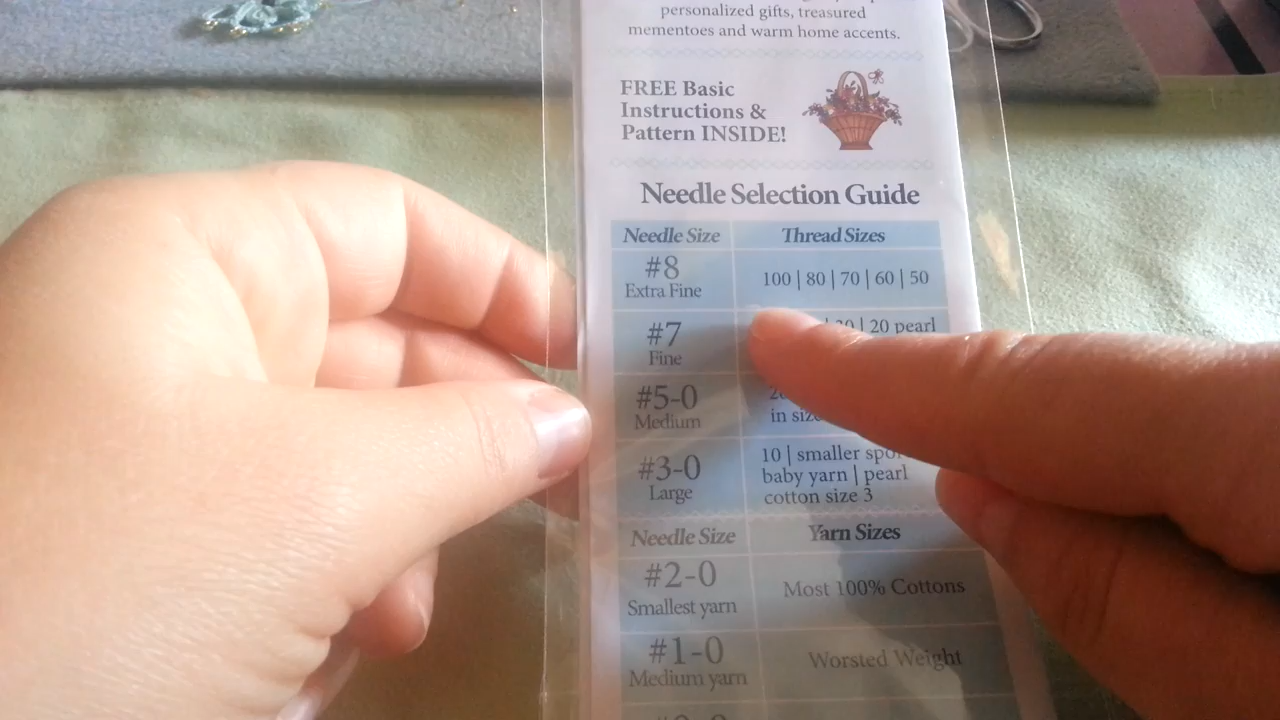 personalized gifts, treasured
mementoes and warm home accents.
FREE Basic
Instructions &
Pattern INSIDE!
Needle Selection Guide
Needle Size Thread Sizes
#8
Extra Fine
100 | 80 | 70 | 60 | 50
#7
Fine
| 20 pearl
#5-0
Medium
in
#3-0
Large
10 | smaller
baby yarn | pearl
cotton size 3
Needle Size Yarn Sizes
#2-0
Smallest yarn
Most 100% Cottons
#1-0
Medium yarn
Worsted Weight